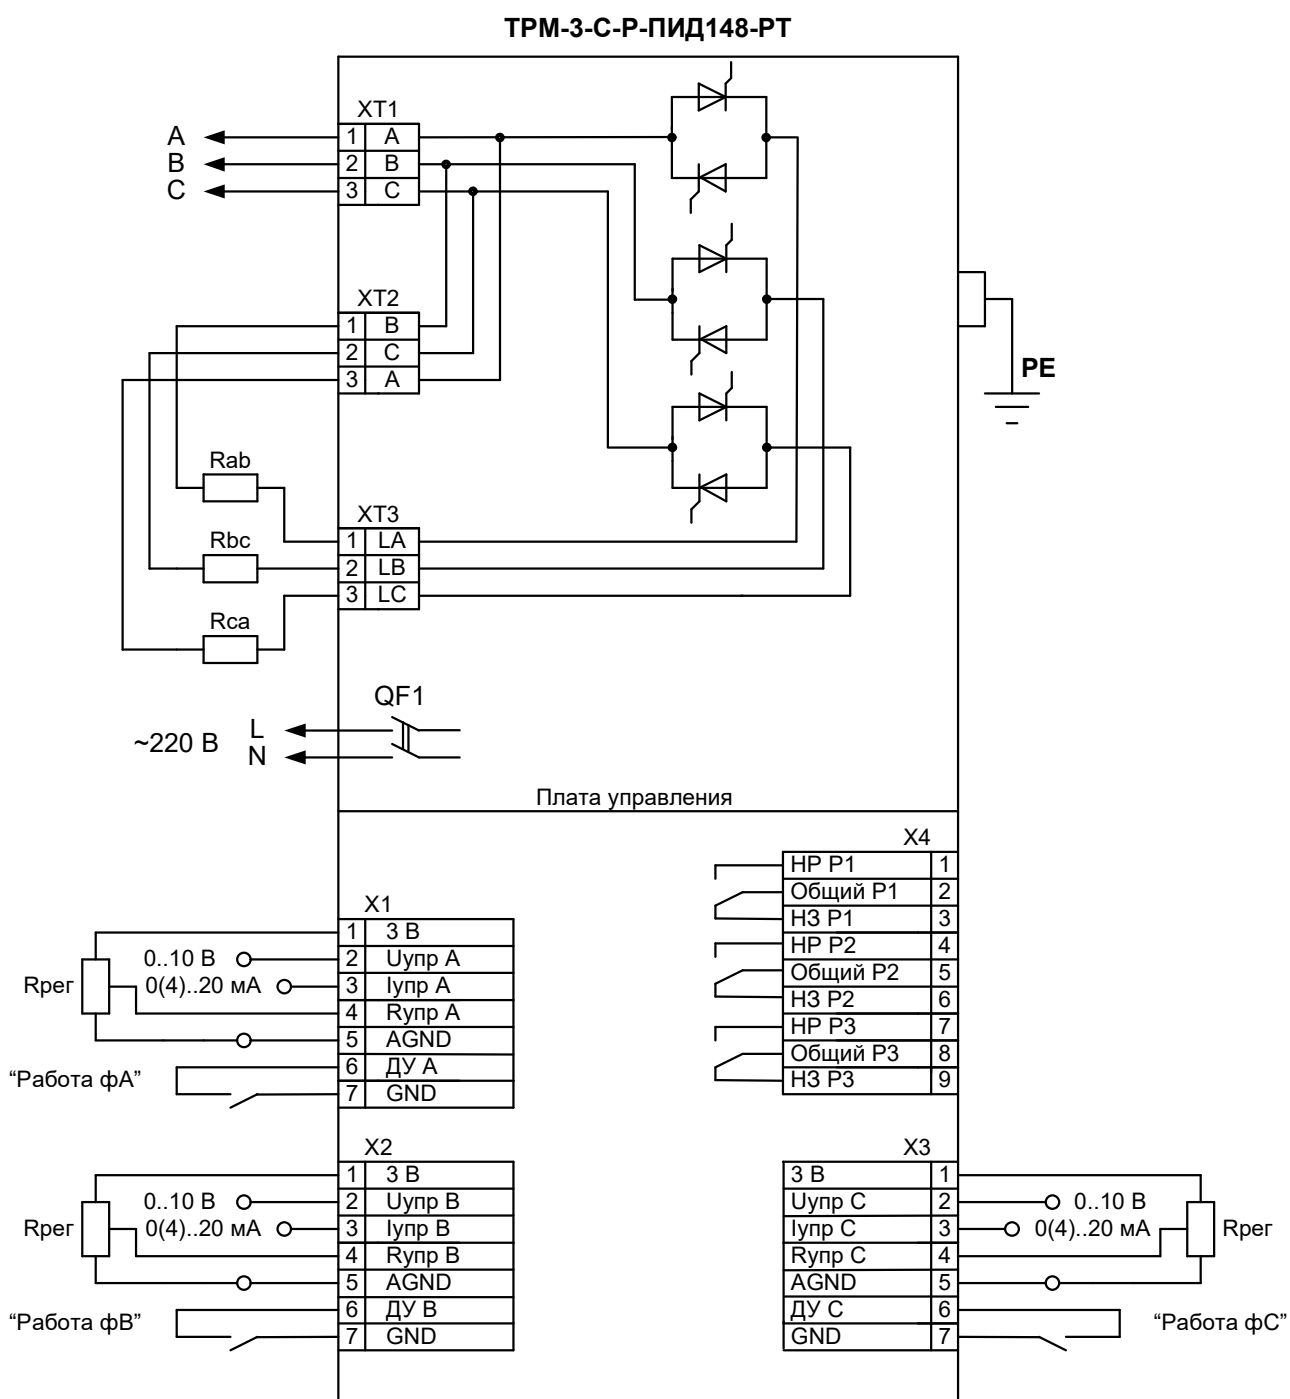 ТРМ-3-С-Р-ПИД148-РТ
XT1
A 1 A
B 2 B
C 3 C
XT2
1 B
2 C
3 A
PE
Rab
Rbc
Rca
XT3
1 LA
2 LB
3 LC
QF1
~220 В
L
N
Плата управления
X4
НР Р1 1
Общий Р1 2
НЗ Р1 3
НР Р2 4
Общий Р2 5
НЗ Р2 6
НР Р3 7
Общий Р3 8
НЗ Р3 9
X1
1 3 В
0..10 В 2 Uупр А
Rрег 0(4)..20 мА 3 Iупр А
4 Rупр А
5 AGND
“Работа фА” 6 ДУ А
7 GND
X2
1 3 В
0..10 В 2 Uупр В
Rрег 0(4)..20 мА 3 Iупр В
4 Rупр В
5 AGND
“Работа фВ” 6 ДУ В
7 GND
X3
3 В 1
Uупр С 2 0..10 В
Iупр С 3 0(4)..20 мА Rрег
Rупр С 4
AGND 5
ДУ С 6 “Работа фС”
GND 7